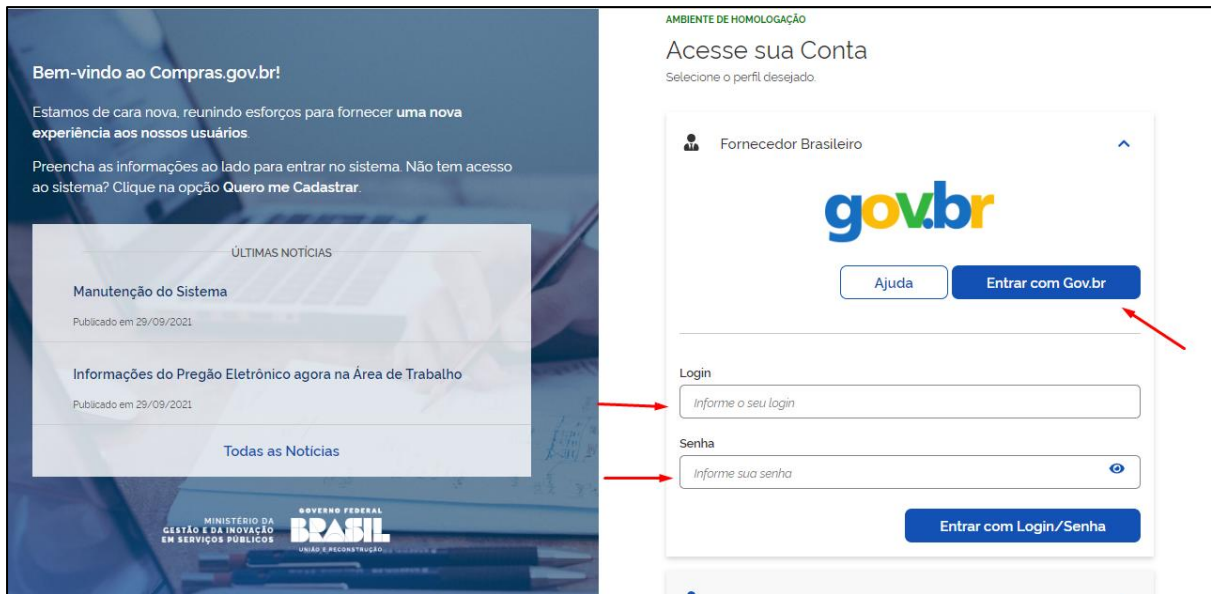 Bem-vindo ao Compras.gov.br!
Estamos de cara nova, reunindo esforços para fornecer uma nova
experiência aos nossos usuários.
Preencha as informações ao lado para entrar no sistema. Não tem acesso
ao sistema? Clique na opção Quero me Cadastrar.
ÚLTIMAS NOTÍCIAS
Manutenção do Sistema
Publicado em 29/09/2021
Informações do Pregão Eletrônico agora na Área de Trabalho
Publicado em 29/09/2021
Todas as Notícias
MINISTÉRIO DA
GESTÃO E DA INOVAÇÃO
EM SERVIÇOS PÚBLICOS
GOVERNO FEDERAL
BRASIL
UNIÃO E RECONSTRUÇÃO
AMBIENTE DE HOMOLOGAÇÃO
Acesse sua Conta
Selecione o perfil desejado.
Fornecedor Brasileiro
gov.br
Ajuda
Entrar com Gov.br
Login
Informe o seu login
Senha
Informe sua senha
Entrar com Login/Senha